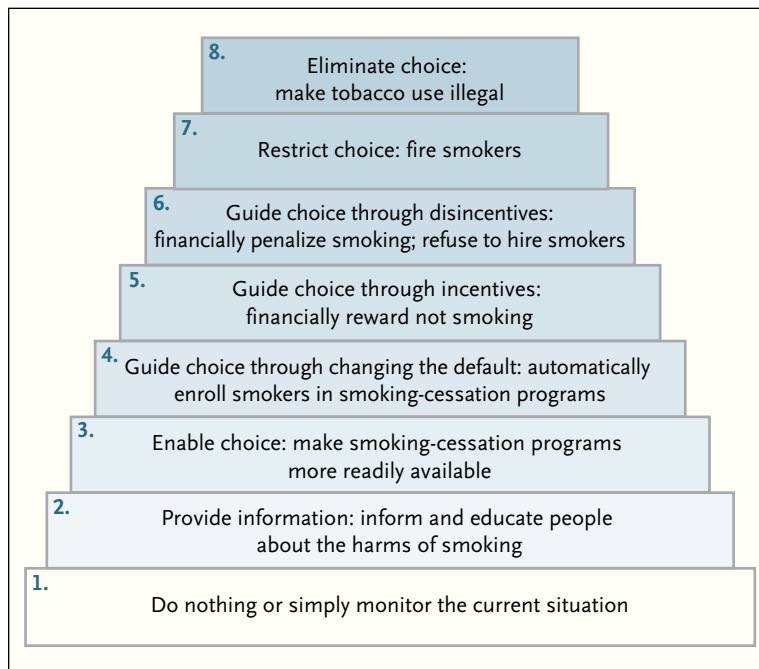 8.
Eliminate choice:
make tobacco use illegal
7.
Restrict choice: fire smokers
6.
Guide choice through disincentives:
financially penalize smoking; refuse to hire smokers
5.
Guide choice through incentives:
financially reward not smoking
4.
Guide choice through changing the default: automatically
enroll smokers in smoking-cessation programs
3.
Enable choice: make smoking-cessation programs
more readily available
2.
Provide information: inform and educate people
about the harms of smoking
1.
Do nothing or simply monitor the current situation